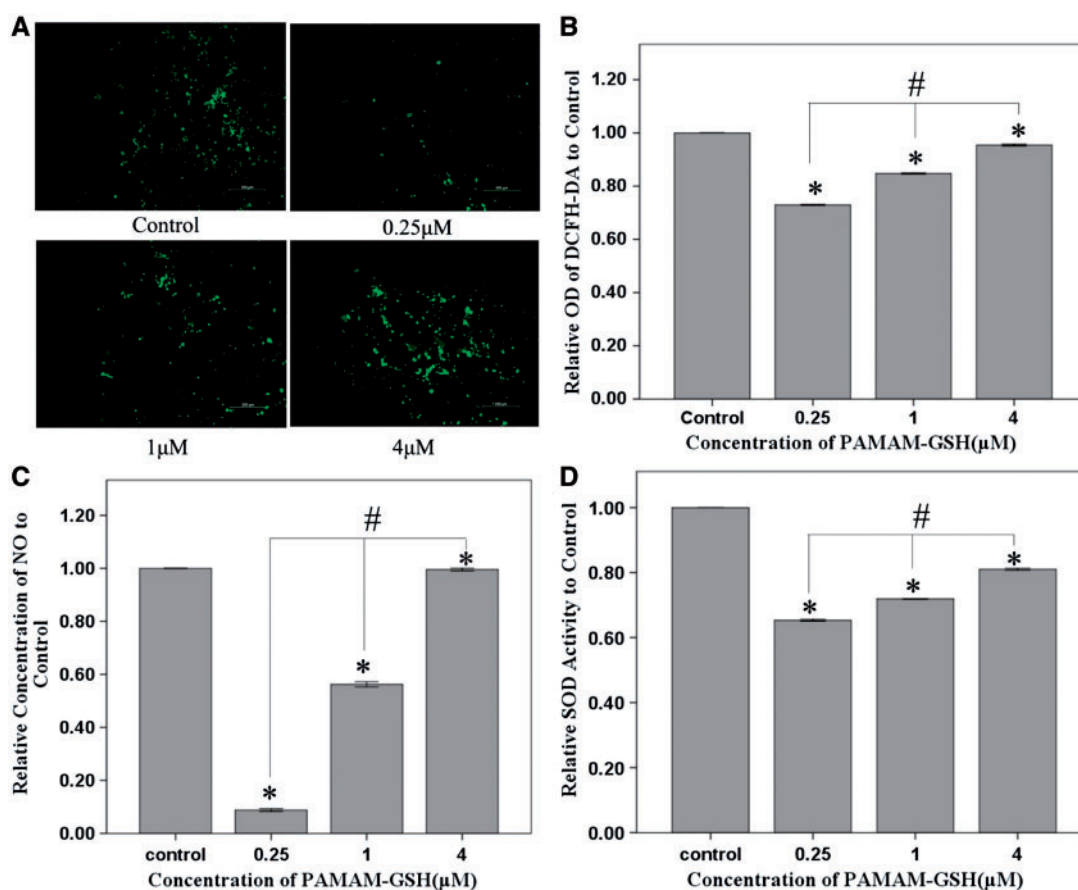 A
Control
0.25µM
1µM
4µM
B
Relative OD of DCFH-DA to Control
1.20
1.00
0.80
0.60
0.40
0.20
0.00
#
*
*
*
Control
0.25
1
4
Concentration of PAMAM-GSH(µM)
C
Relative Concentration of NO to
Control
1.20
1.00
0.80
0.60
0.40
0.20
0.00
#
*
*
*
control
0.25
1
4
Concentration of PAMAM-GSH(µM)
D
Relative SOD Activity to Control
1.00
0.80
0.60
0.40
0.20
0.00
#
*
*
*
control
0.25
1
4
Concentration of PAMAM-GSH(µM)